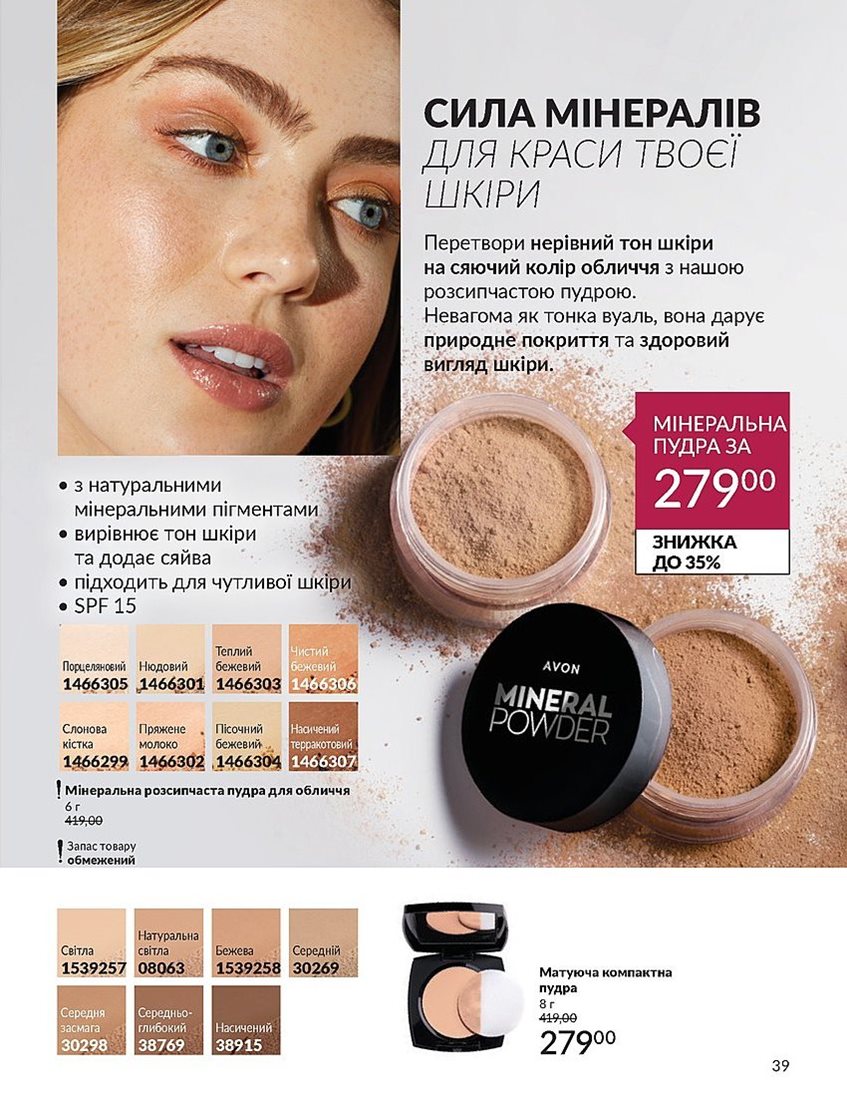 СИЛА МІНЕРАЛІВ
ДЛЯ КРАСИ ТВОЄЇ
ШКІРИ
Перетвори нерівний тон шкіри
на сяючий колір обличчя з нашою
розсипчастою пудрою.
Невагома як тонка вуаль, вона дарує
природне покриття та здоровий
вигляд шкіри.
МІНЕРАЛЬНА
ПУДРА ЗА
27900
ЗНИЖКА
ДО 35%
• з натуральними
мінеральними пігментами
• вирівнює тон шкіри
та додає сяйва
• підходить для чутливої шкіри
• SPF 15
Порцеляновий
1466305
Нюдовий
1466301
Теплий
бежевий
1466303
Чистий
бежевий
1466306
Слонова
кістка
1466299
Пряжене
молоко
1466302
Пісочний
бежевий
1466304
Насичений
терракотовий
1466307
AVON
MINERAL
POWDER
! Мінеральна розсипчаста пудра для обличчя
6 г
419,00
! Запас товару
обмежений
Світла
1539257
Натуральна
світла
08063
Бежева
1539258
Середній
30269
Середня
засмага
30298
Середньо-
глибокий
38769
Насичений
38915
Матуюча компактна
пудра
8 г
419,00
27900
39